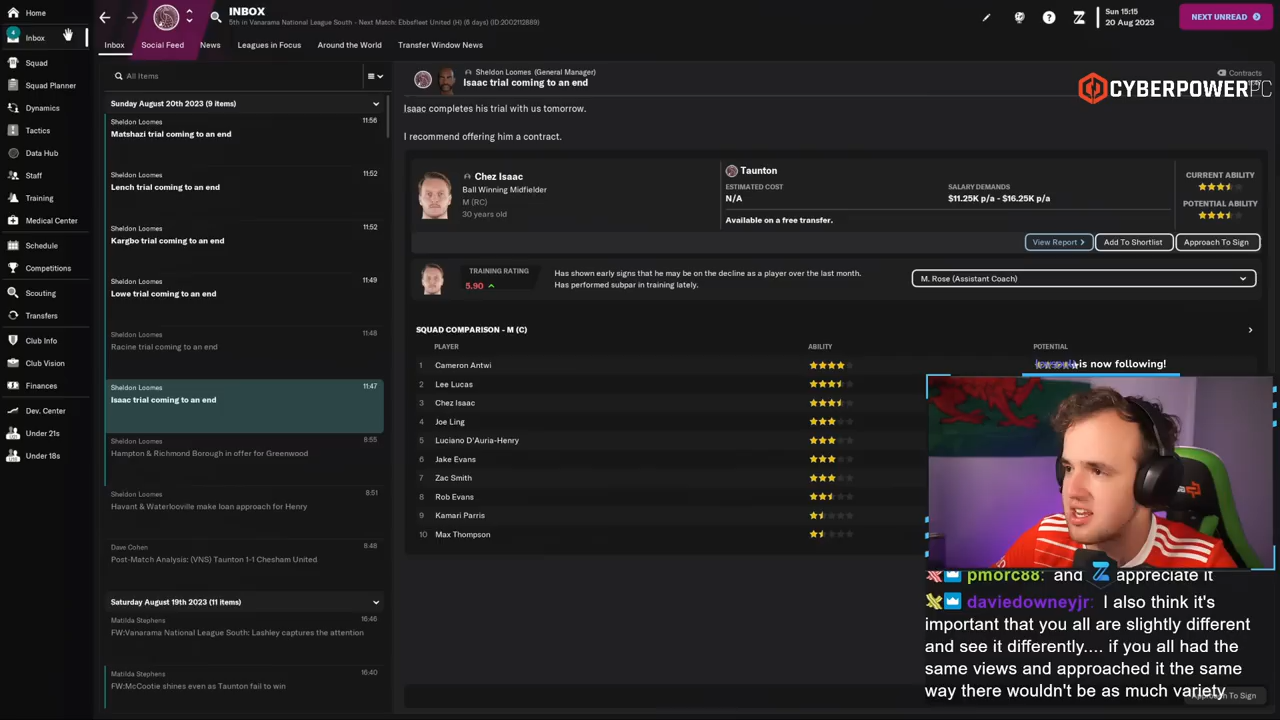 Home
Inbox
4
Squad
Squad Planner
Dynamics
Tactics
Data Hub
Staff
Training
Medical Center
Schedule
Competitions
Scouting
Transfers
Club Info
Club Vision
Finances
Dev. Center
Under 21s
Under 18s
INBOX
5th in Vanarama National League South - Next Match: Ebbsfleet United (H) (6 days) (ID:2002112889)
Sun 15:15
20 Aug 2023
NEXT UNREAD
Inbox
Social Feed
News
Leagues in Focus
Around the World
Transfer Window News
All Items
Sunday August 20th 2023 (9 items)
Sheldon Loomes 11:56
Matshazi trial coming to an end
Sheldon Loomes 11:52
Lench trial coming to an end
Sheldon Loomes 11:52
Kargbo trial coming to an end
Sheldon Loomes 11:49
Lowe trial coming to an end
Sheldon Loomes 11:48
Racine trial coming to an end
Sheldon Loomes 11:47
Isaac trial coming to an end
Sheldon Loomes 8:55
Hampton & Richmond Borough in offer for Greenwood
Sheldon Loomes 8:51
Havant & Waterlooville make loan approach for Henry
Dave Cohen 8:48
Post-Match Analysis: (VNS) Taunton 1-1 Chesham United
Saturday August 19th 2023 (11 items)
Matilda Stephens 16:46
FW:Vanarama National League South: Lashley captures the attention
Matilda Stephens 16:40
FW:McCootie shines even as Taunton fail to win
Sheldon Loomes (General Manager)
Isaac trial coming to an end
Contracts
CYBERPOWERPC
Isaac completes his trial with us tomorrow.
I recommend offering him a contract.
Chez Isaac
Ball Winning Midfielder
M (RC)
30 years old
Taunton
ESTIMATED COST
N/A
SALARY DEMANDS
$11.25K p/a - $16.25K p/a
Available on a free transfer.
CURRENT ABILITY
POTENTIAL ABILITY
View Report
Add To Shortlist
Approach To Sign
TRAINING RATING
5.90
Has shown early signs that he may be on the decline as a player over the last month.
Has performed subpar in training lately.
M. Rose (Assistant Coach)
SQUAD COMPARISON - M (C)
PLAYER ABILITY POTENTIAL
1 Cameron Antwi
2 Lee Lucas
3 Chez Isaac
4 Joe Ling
5 Luciano D'Auria-Henry
6 Jake Evans
7 Zac Smith
8 Rob Evans
9 Kamari Parris
10 Max Thompson
is now following!
pmorc88: and appreciate it
daviedowneyjr: I also think it's
important that you all are slightly different
and see it differently.... if you all had the
same views and approached it the same
way there wouldn't be as much variety
Approach To Sign